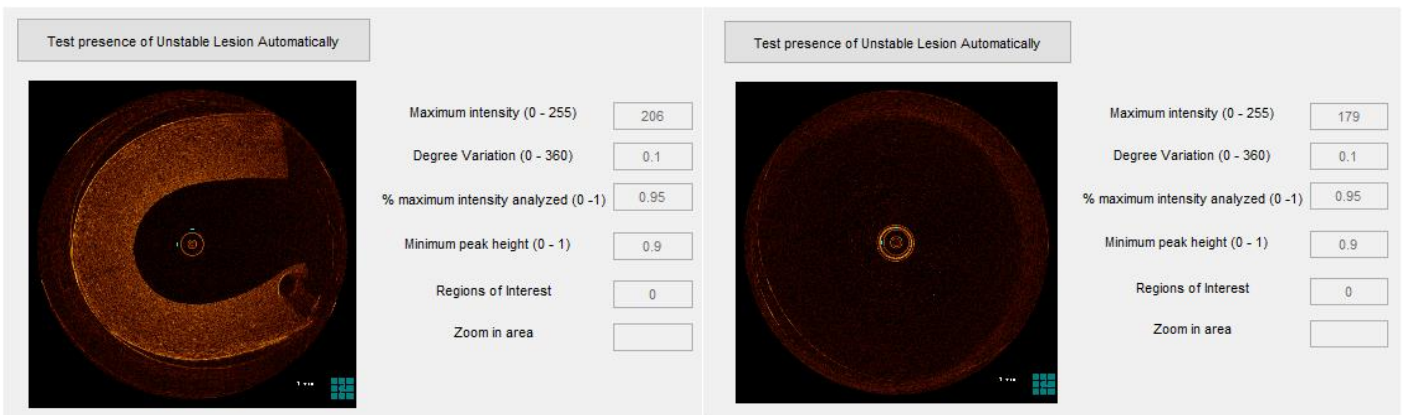 Test presence of Unstable Lesion Automatically
Maximum intensity (0 - 255) 206
Degree Variation (0 - 360) 0.1
% maximum intensity analyzed (0 -1) 0.95
Minimum peak height (0 - 1) 0.9
Regions of Interest 0
Zoom in area
Test presence of Unstable Lesion Automatically
Maximum intensity (0 - 255) 179
Degree Variation (0 - 360) 0.1
% maximum intensity analyzed (0 -1) 0.95
Minimum peak height (0 - 1) 0.9
Regions of Interest 0
Zoom in area